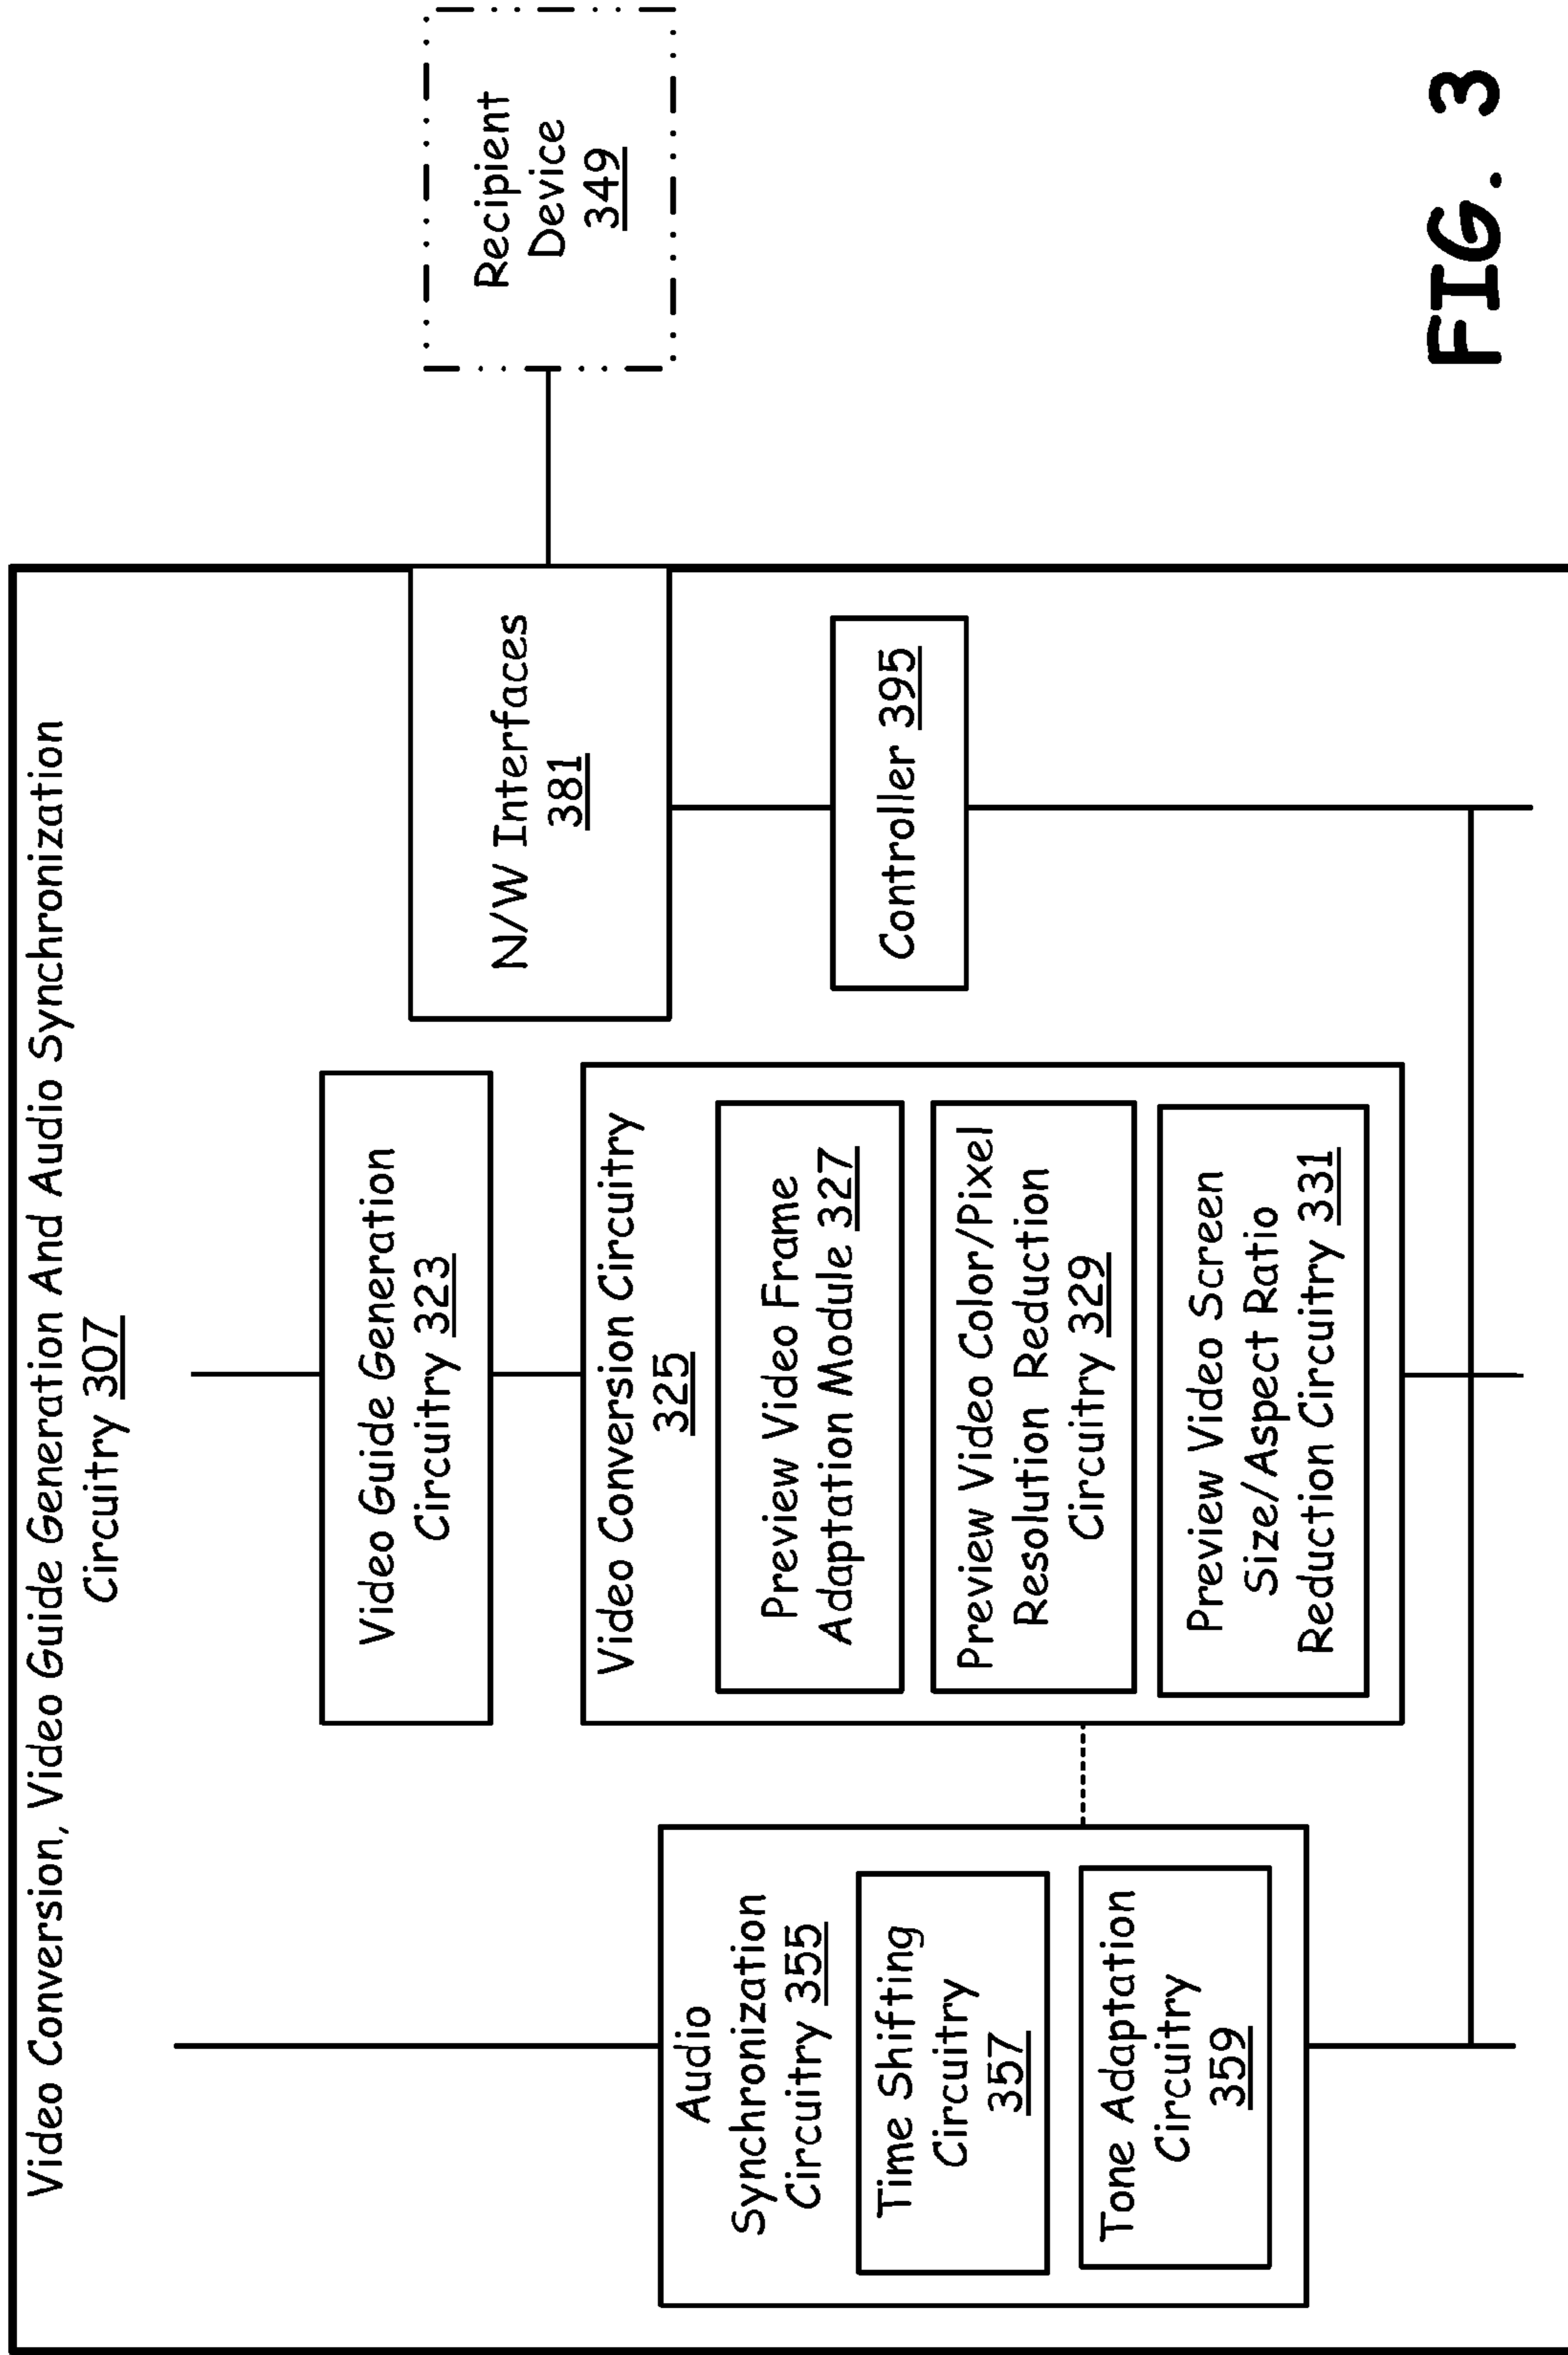 Video Conversion, Video Guide Generation And Audio Synchronization
Circuitry 307
Audio
Synchronization
Circuitry 355
Time Shifting
Circuitry
357
Tone Adaptation
Circuitry
359
Video Guide Generation
Circuitry 323
Video Conversion Circuitry
325
Preview Video Frame
Adaptation Module 327
Preview Video Color/Pixel
Resolution Reduction
Circuitry 329
Preview Video Screen
Size/Aspect Ratio
Reduction Circuitry 331
N/W Interfaces
381
Controller 395
Recipient
Device
349
FIG. 3